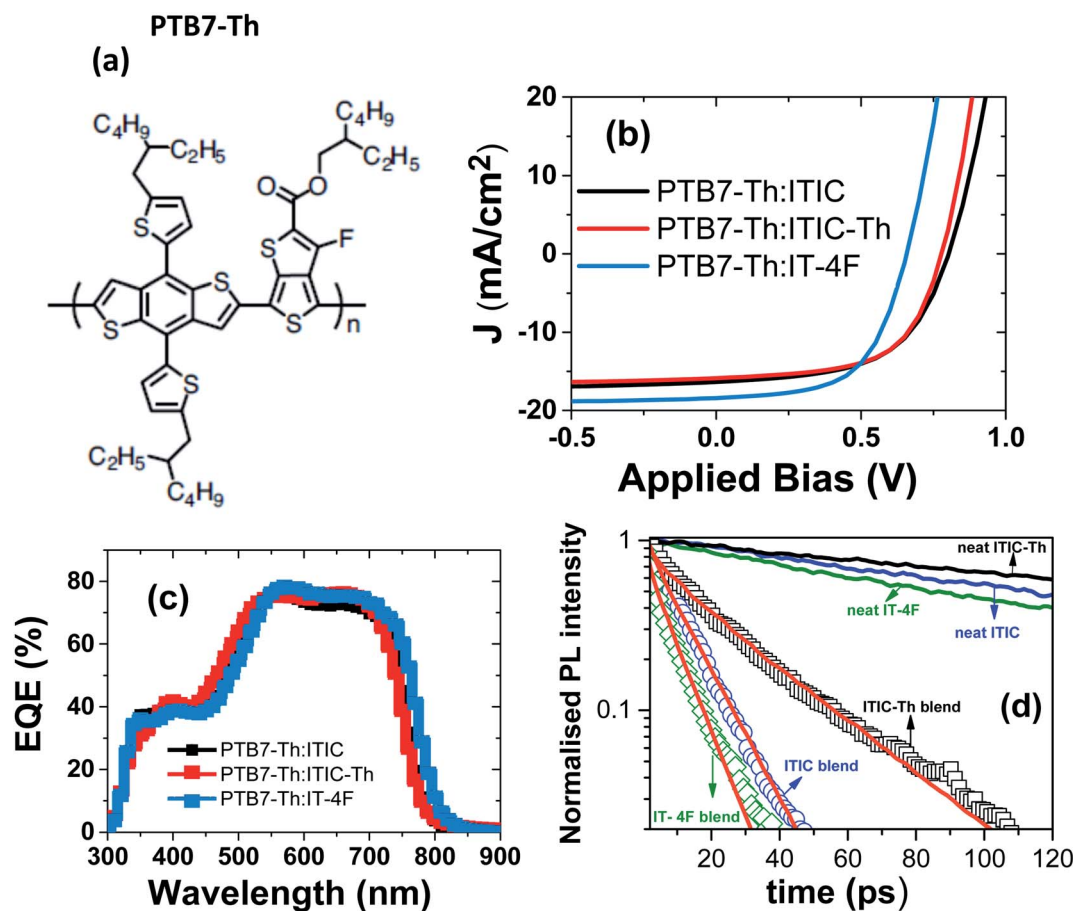 PTB7-Th
(a)
C4H9
C2H5
C4H9
C2H5
O
O
S
S
F
S
S
S
n
S
C2H5
C4H9
(b)
PTB7-Th:ITIC
PTB7-Th:ITIC-Th
PTB7-Th:IT-4F
20
10
0
-10
-20
J (mA/cm²)
-0.5
0.0
0.5
1.0
Applied Bias (V)
(c)
PTB7-Th:ITIC
PTB7-Th:ITIC-Th
PTB7-Th:IT-4F
80
60
40
20
0
EQE (%)
300
400
500
600
700
800
900
Wavelength (nm)
(d)
neat ITIC-Th
neat IT-4F
neat ITIC
ITIC-Th blend
ITIC blend
IT- 4F blend
1
0.1
Normalised PL intensity
20
40
60
80
100
120
time (ps)